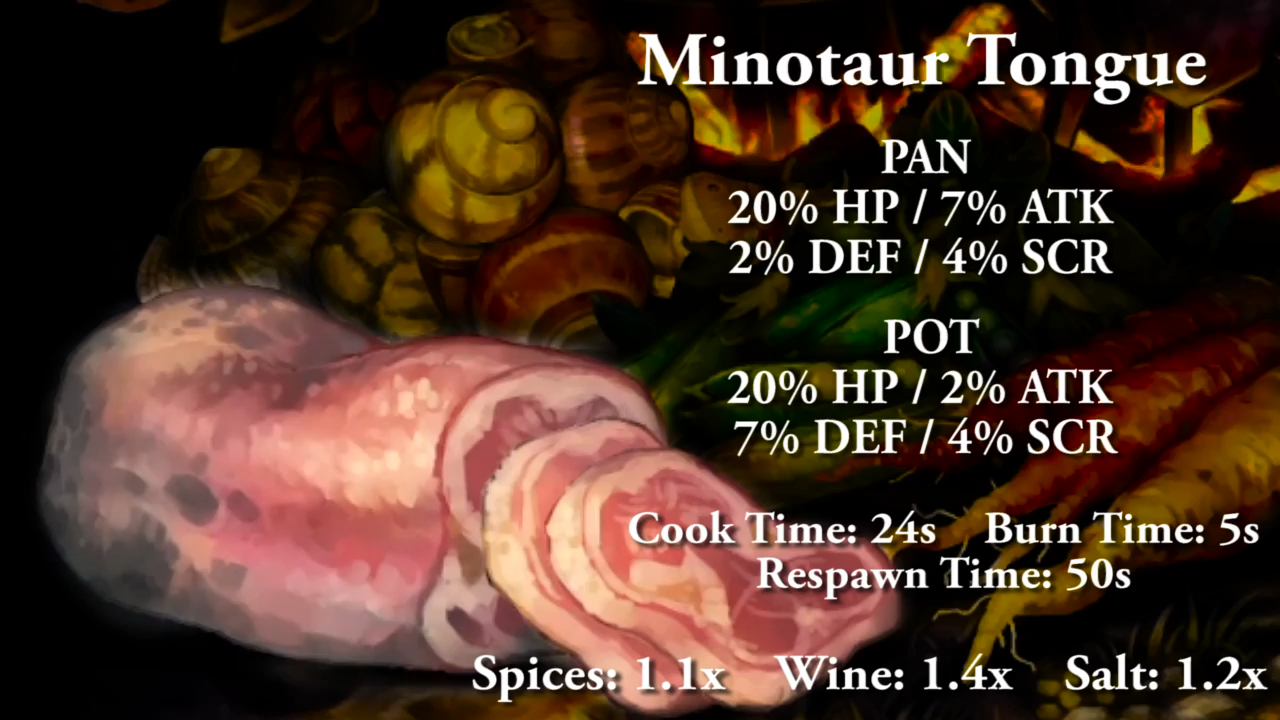 Minotaur Tongue
PAN
20% HP / 7% ATK
2% DEF / 4% SCR
POT
20% HP / 2% ATK
7% DEF / 4% SCR
Cook Time: 24s Burn Time: 5s
Respawn Time: 50s
Spices: 1.1x Wine: 1.4x Salt: 1.2x